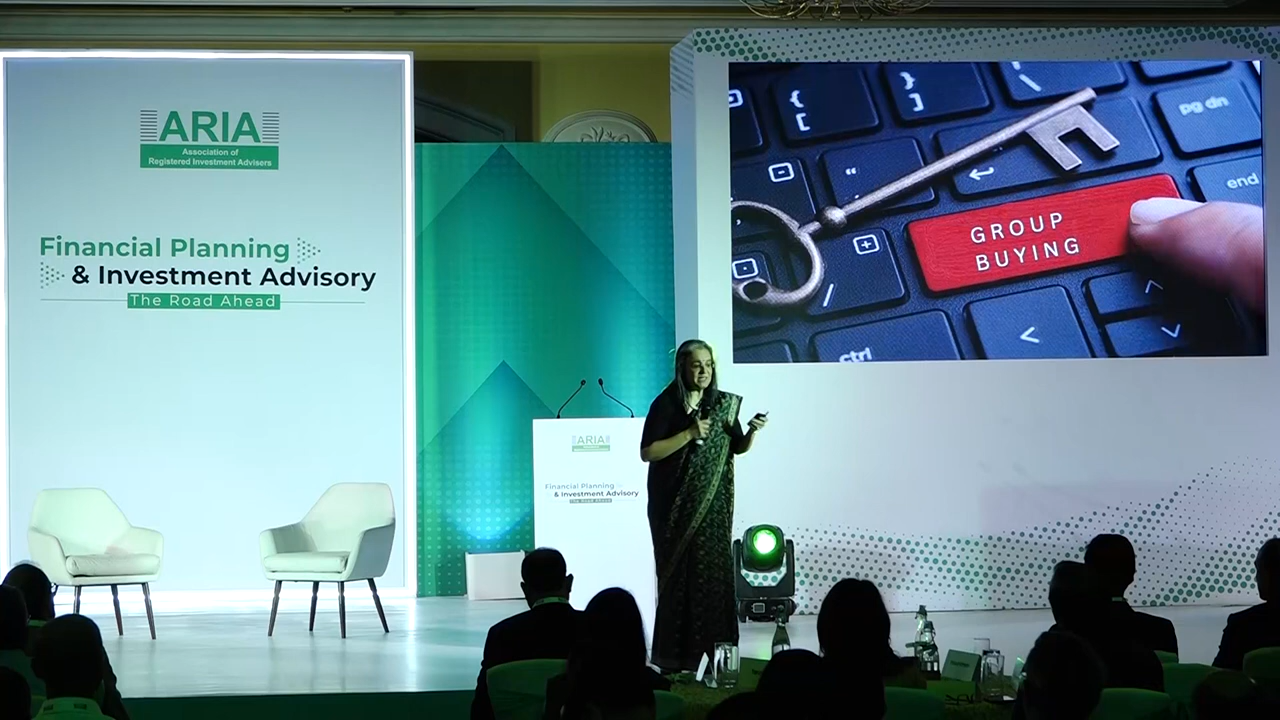 ARIA
Association of
Registered Investment Advisers
Financial Planning
& Investment Advisory
The Road Ahead
{
[
}
]
\
pg dn
-
"
end
+
GROUP
BUYING
/
<
ctrl
ARIA
Financial Planning
& Investment Advisory
The Road Ahead